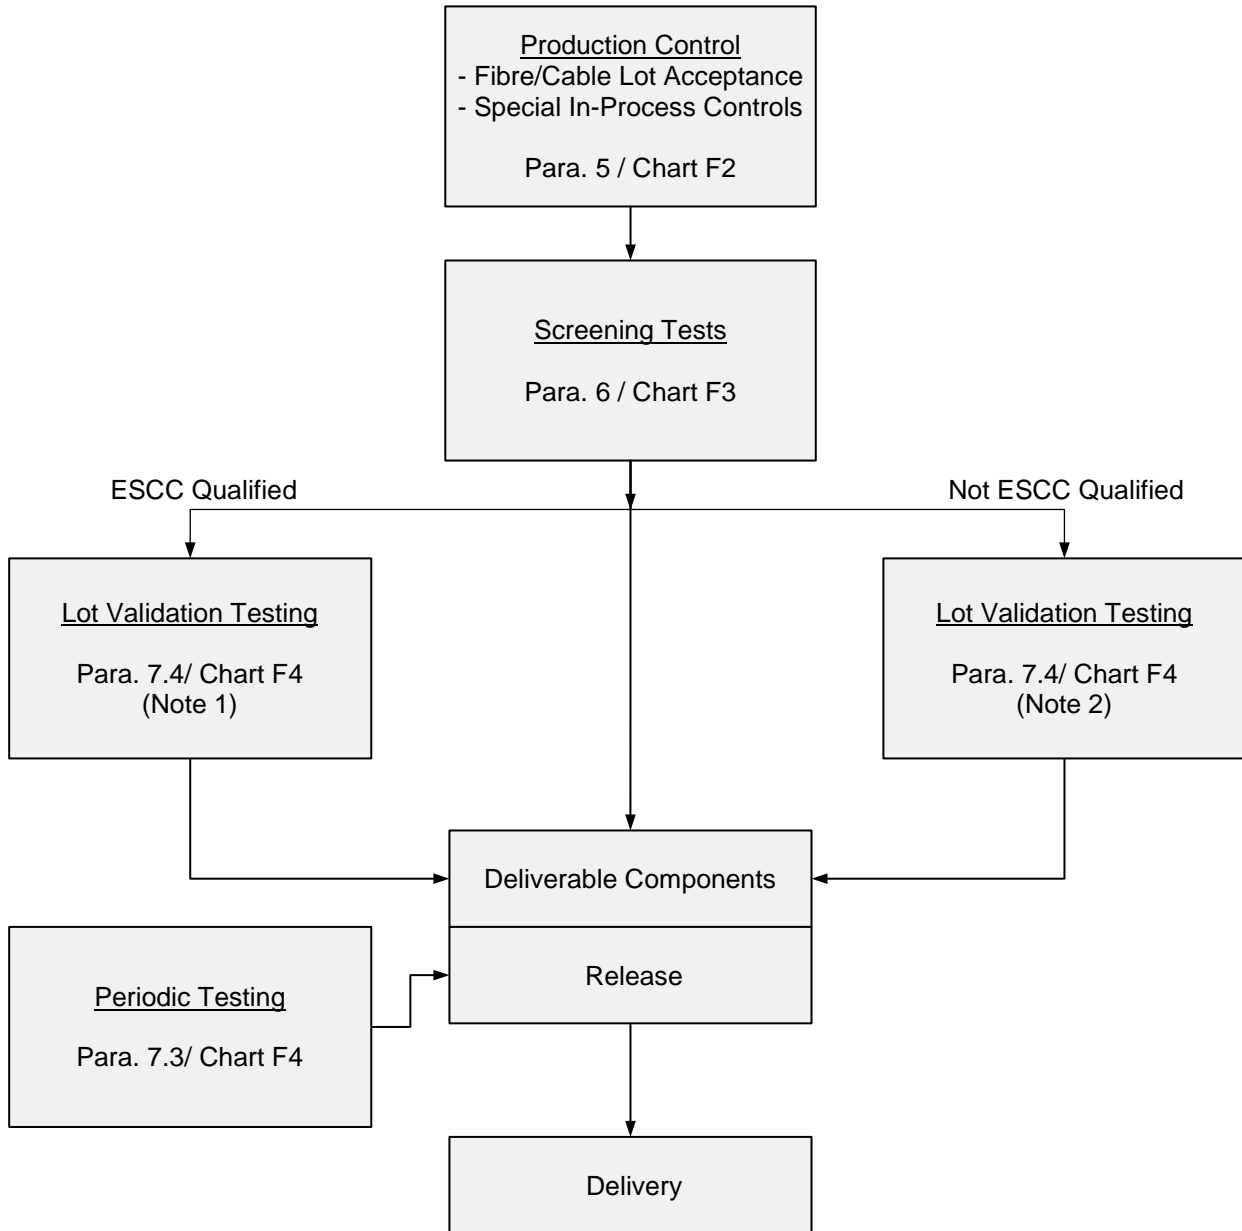 Production Control
- Fibre/Cable Lot Acceptance
- Special In-Process Controls
Para. 5 / Chart F2
Screening Tests
Para. 6 / Chart F3
ESCC Qualified
Not ESCC Qualified
Lot Validation Testing
Para. 7.4/ Chart F4
(Note 1)
Lot Validation Testing
Para. 7.4/ Chart F4
(Note 2)
Deliverable Components
Release
Periodic Testing
Para. 7.3/ Chart F4
Delivery